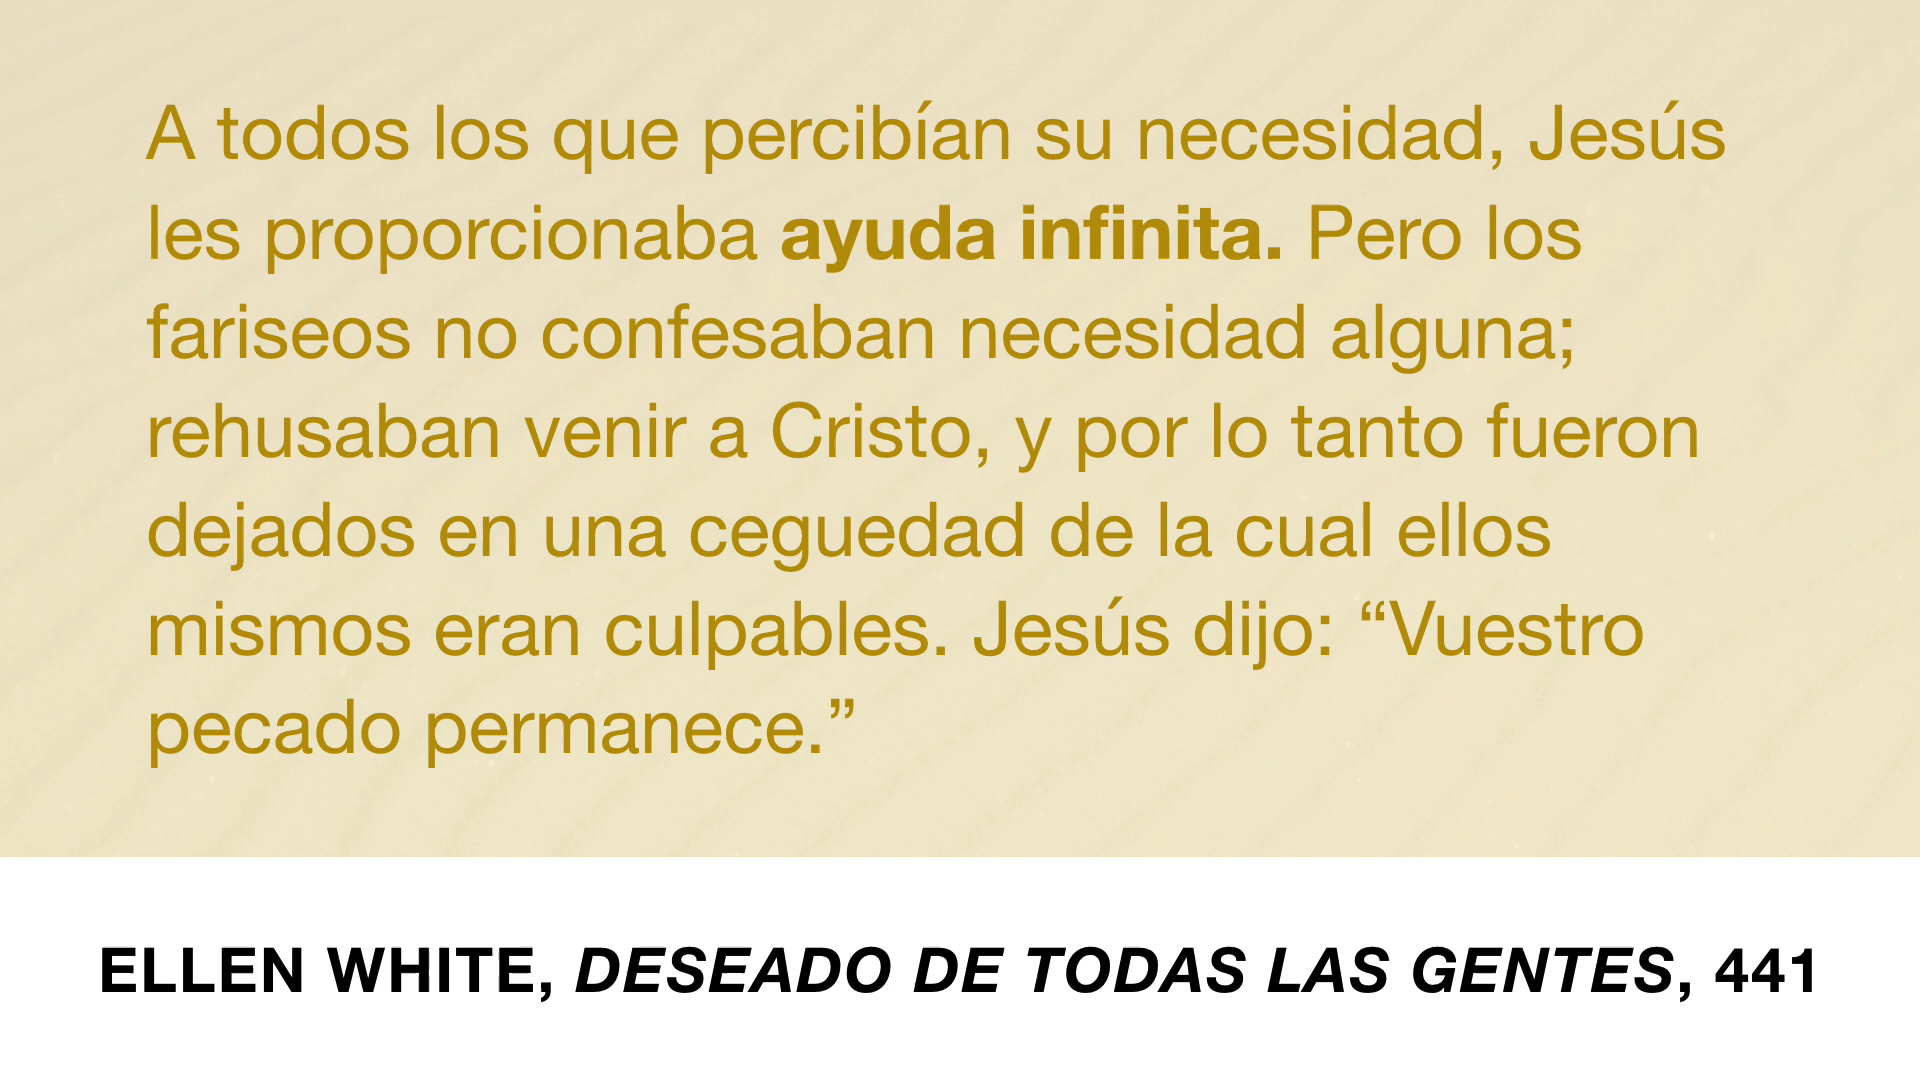 A todos los que percibían su necesidad, Jesús
les proporcionaba ayuda infinita. Pero los
fariseos no confesaban necesidad alguna;
rehusaban venir a Cristo, y por lo tanto fueron
dejados en una ceguedad de la cual ellos
mismos eran culpables. Jesús dijo: “Vuestro
pecado permanece.”
ELLEN WHITE, DESEADO DE TODAS LAS GENTES, 441